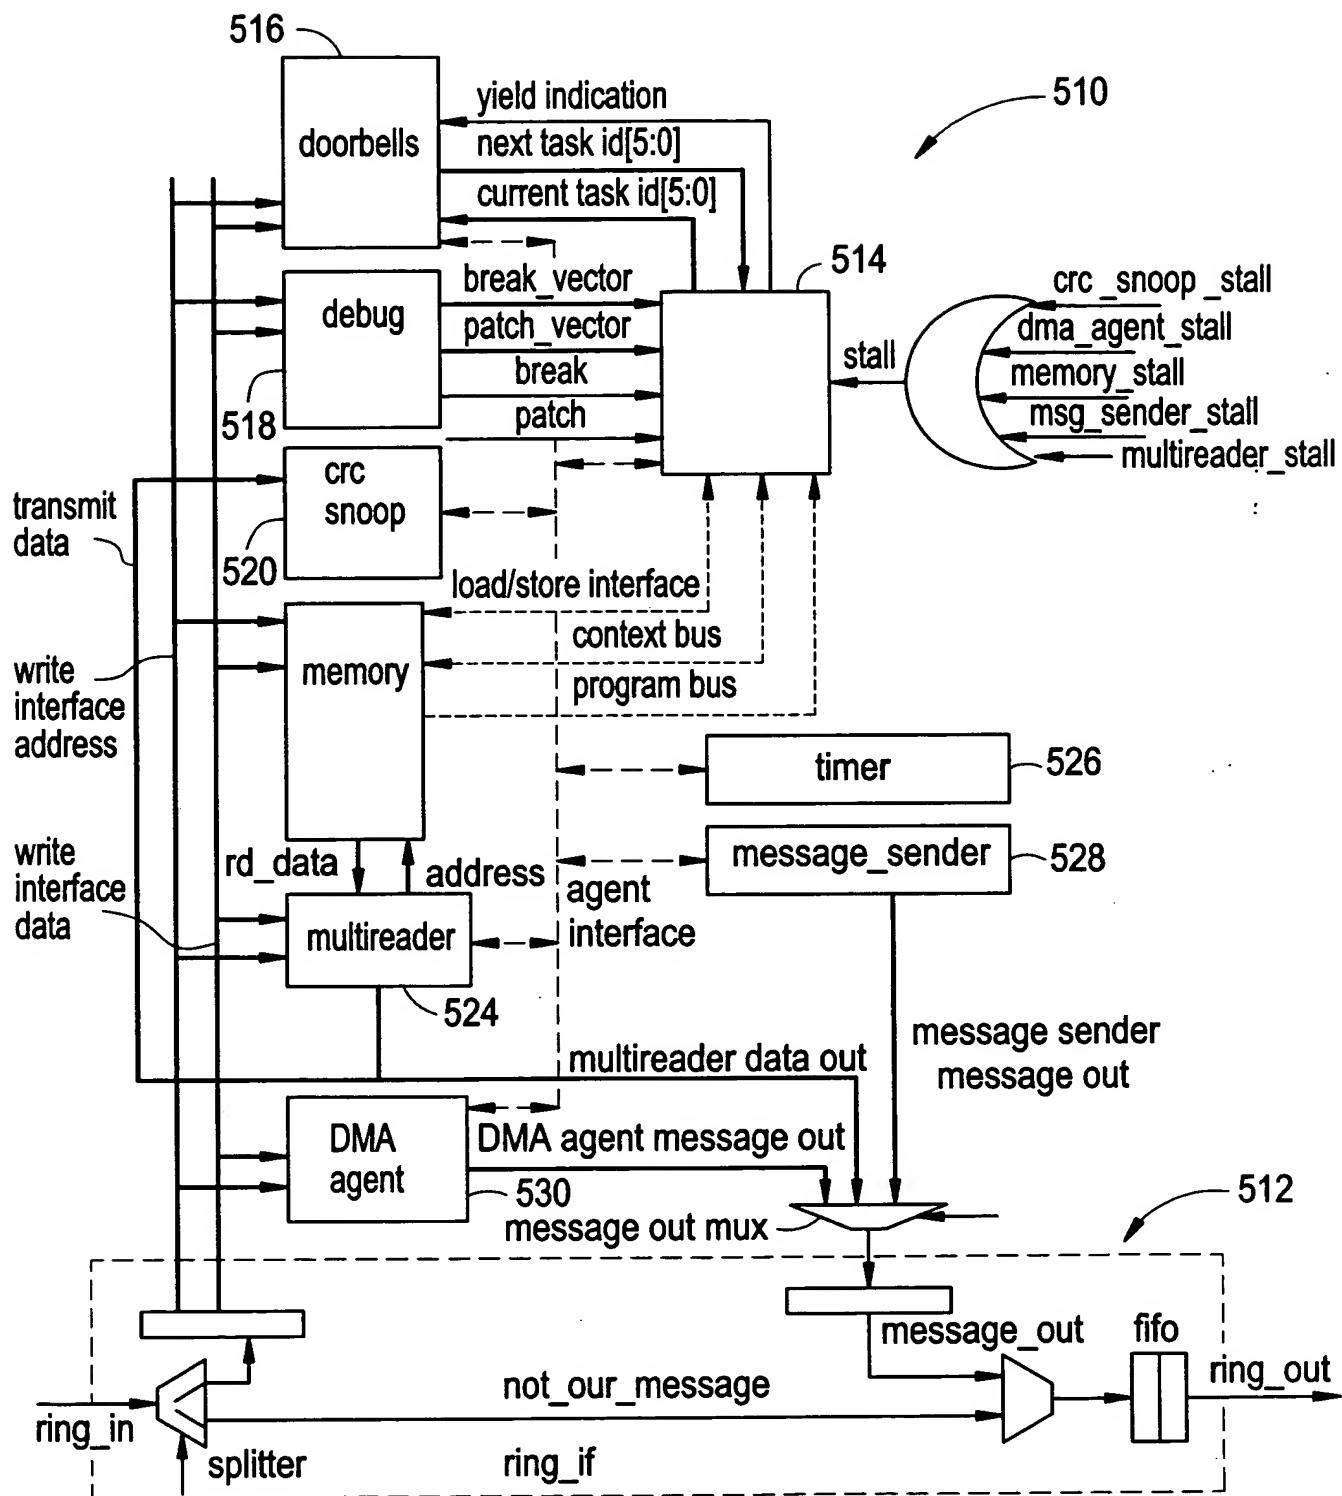 516
510
doorbells
yield indication
next task id[5:0]
current task id[5:0]
514
debug
518
break_vector
patch_vector
break
patch
stall
crc_snoop_stall
dma_agent_stall
memory_stall
msg_sender_stall
multireader_stall
transmit
data
crc
snoop
520
write
interface
address
memory
load/store interface
context bus
program bus
timer
526
write
interface
data
rd_data
address
message_sender
528
agent
interface
multireader
524
message sender
message out
multireader data out
DMA
agent
530
DMA agent message out
message out mux
512
message_out
fifo
ring_out
not_our_message
ring_in
splitter
ring_if